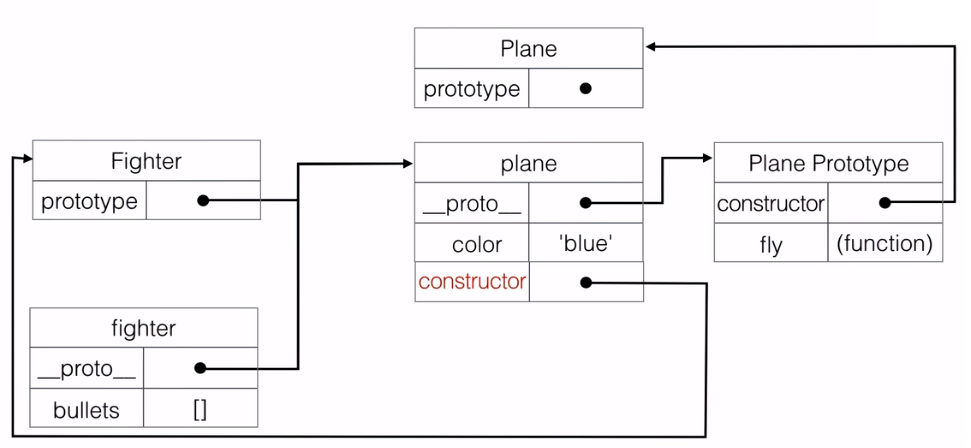 Plane
prototype
Fighter
prototype
plane
__proto__
color 'blue'
constructor
Plane Prototype
constructor
fly (function)
fighter
__proto__
bullets []